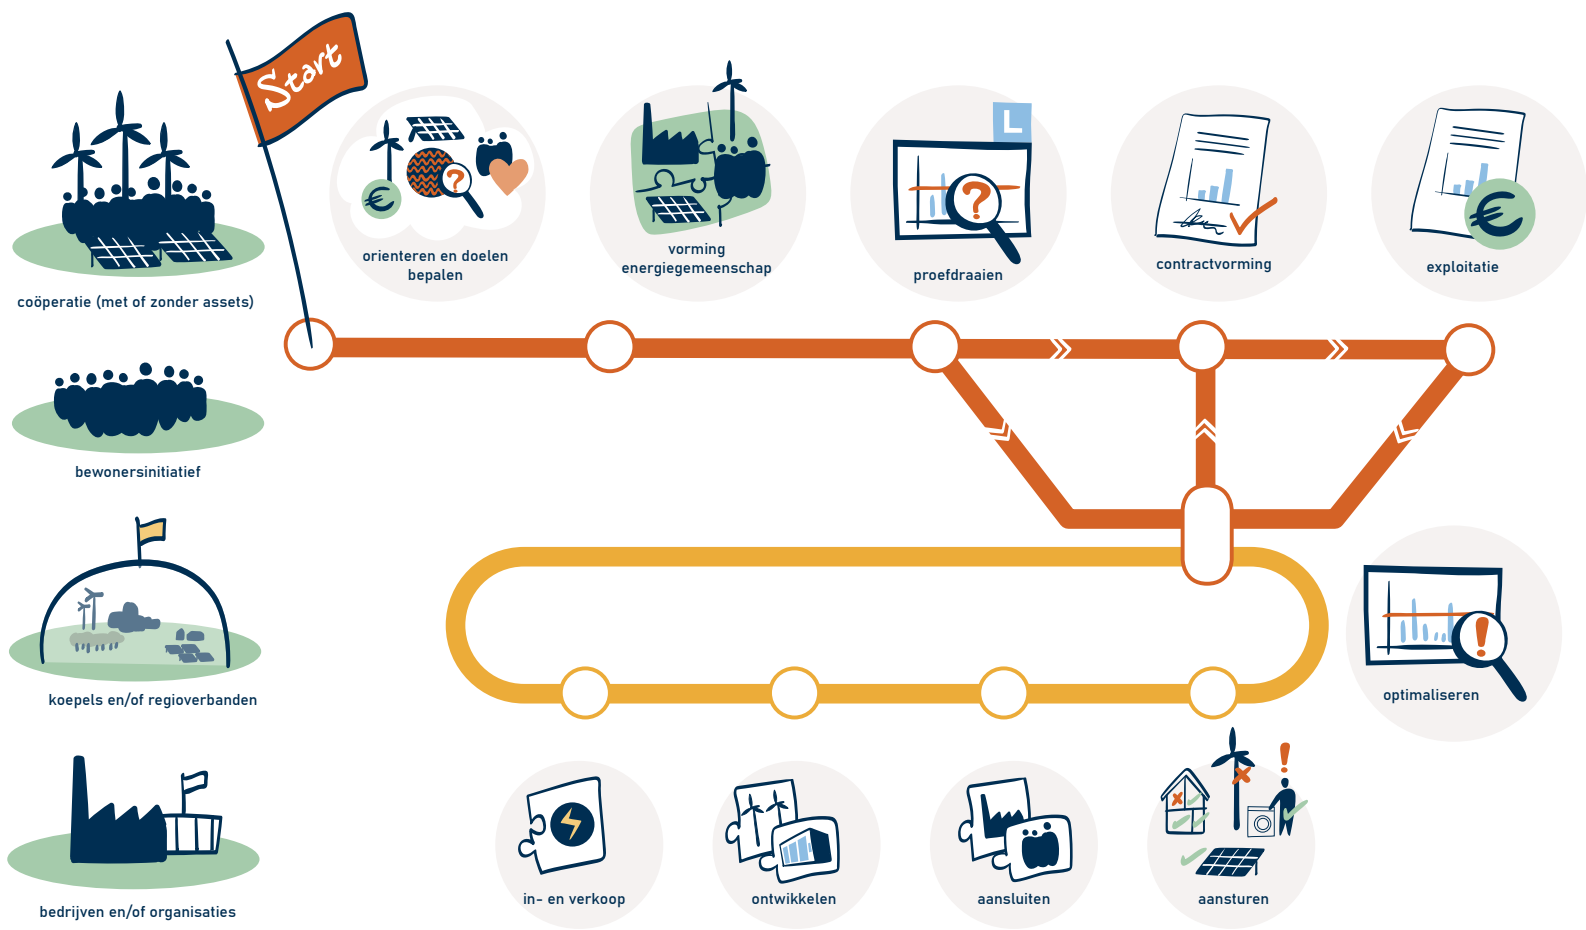 Start
L
orienteren en doelen
bepalen
vorming
energiegemeenschap
proefdraaien
contractvorming
exploitatie
coöperatie (met of zonder assets)
bewonersinitiatief
koepels en/of regioverbanden
optimaliseren
bedrijven en/of organisaties
in- en verkoop
ontwikkelen
aansluiten
aansturen